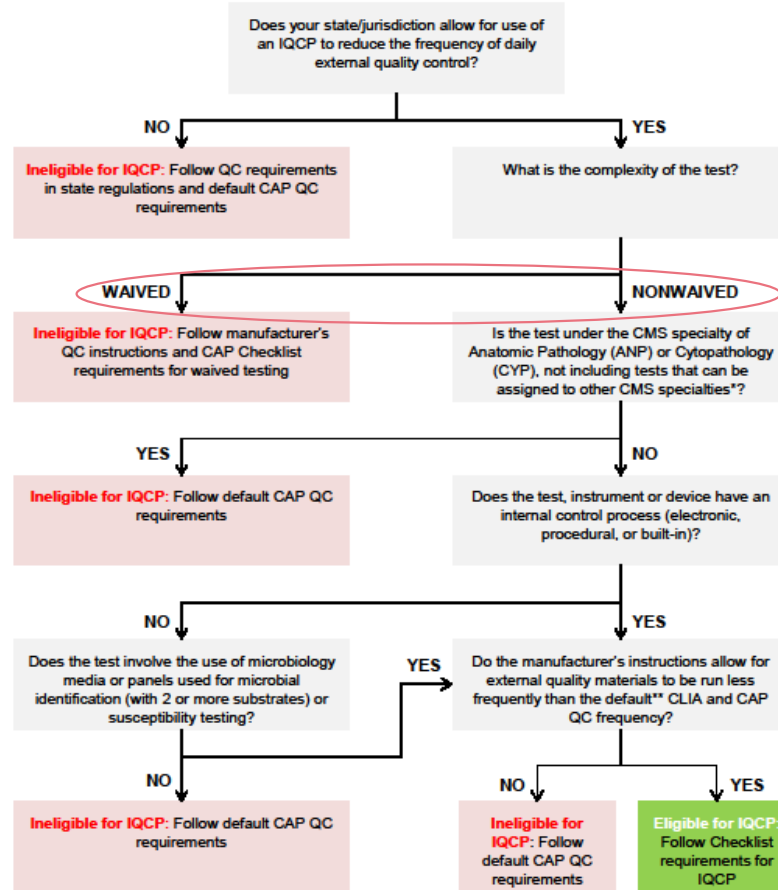 Does your state/jurisdiction allow for use of
an IQCP to reduce the frequency of daily
external quality control?
NO
YES
Ineligible for IQCP: Follow QC requirements
in state regulations and default CAP QC
requirements
What is the complexity of the test?
WAIVED
NONWAIVED
Ineligible for IQCP: Follow manufacturer's
QC instructions and CAP Checklist
requirements for waived testing
Is the test under the CMS specialty of
Anatomic Pathology (ANP) or Cytopathology
(CYP), not including tests that can be
assigned to other CMS specialties*?
YES
NO
Ineligible for IQCP: Follow default CAP QC
requirements
Does the test, instrument or device have an
internal control process (electronic,
procedural, or built-in)?
NO
YES
Does the test involve the use of microbiology
media or panels used for microbial
identification (with 2 or more substrates) or
susceptibility testing?
YES
Do the manufacturer's instructions allow for
external quality materials to be run less
frequently than the default** CLIA and CAP
QC frequency?
NO
NO
YES
Ineligible for IQCP: Follow default CAP QC
requirements
Ineligible for
IQCP: Follow
default CAP QC
requirements
Eligible for IQCP:
Follow Checklist
requirements for
IQCP